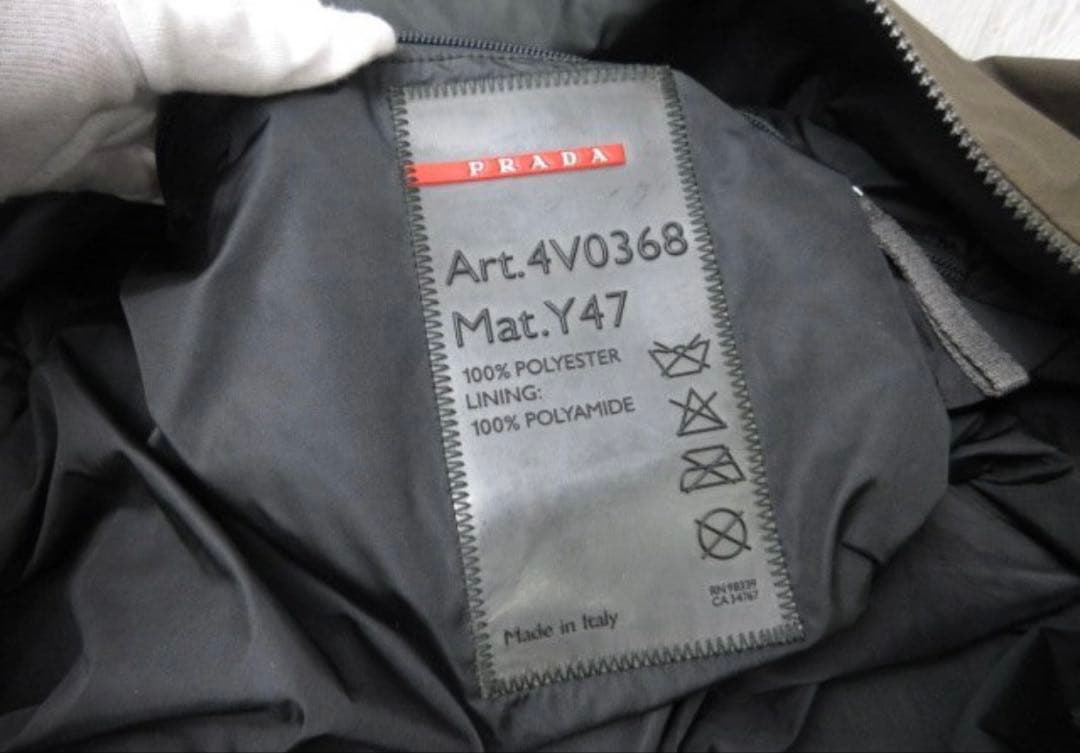 PRADA
Art.4V0368
Mat.Y47
100% POLYESTER
LINING:
100% POLYAMIDE
RN 98339
CA 34767
Made in Italy